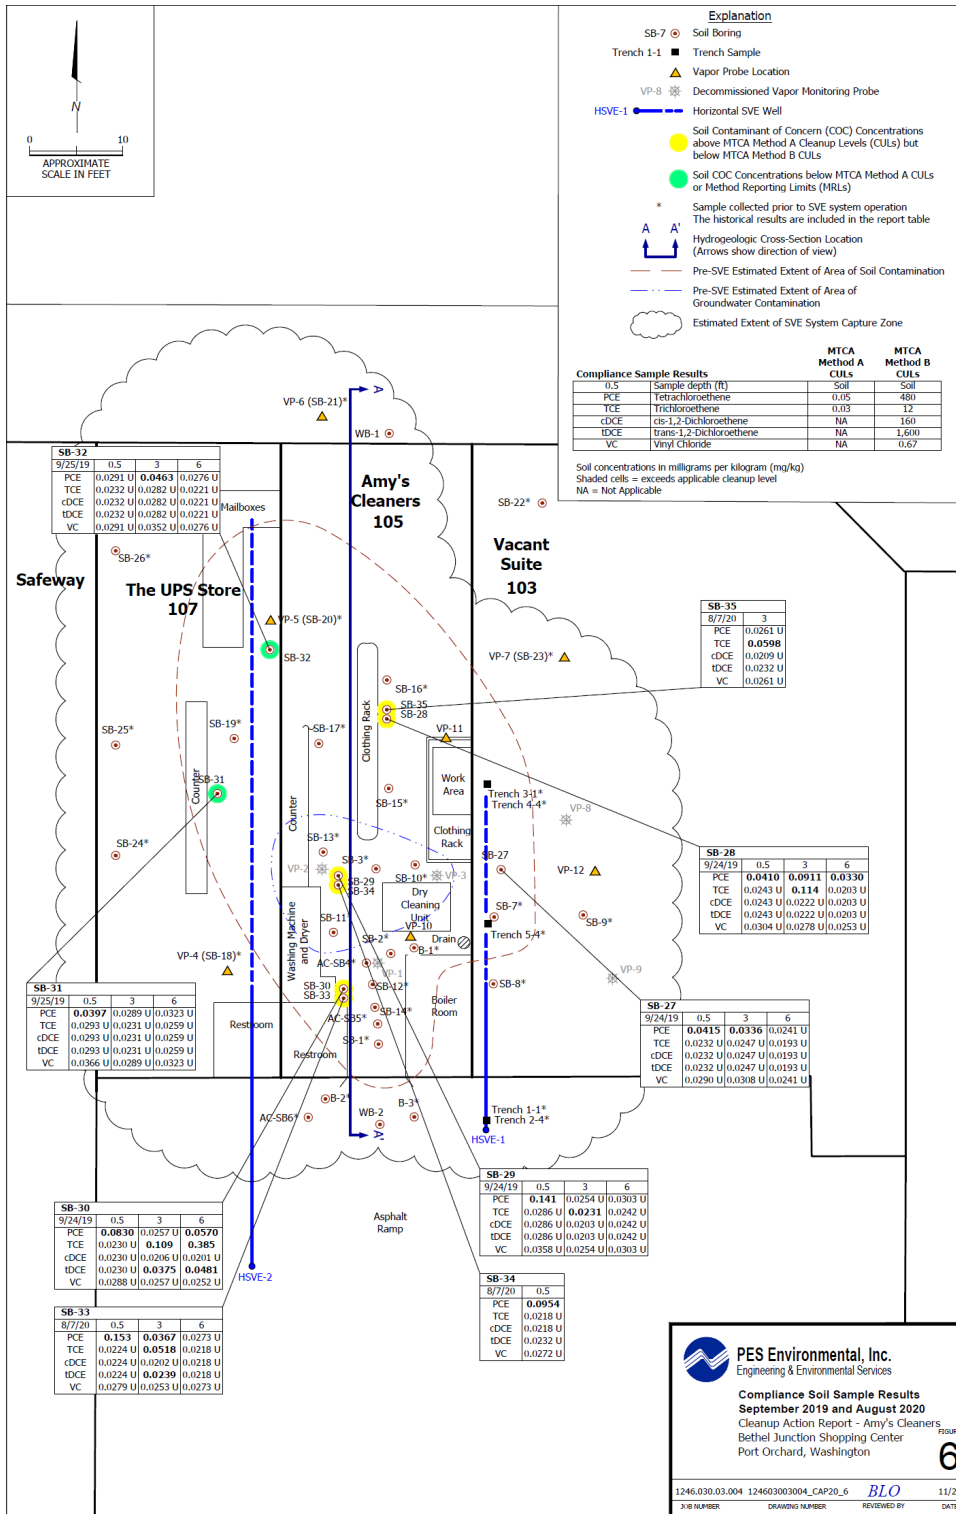 N
0 10
APPROXIMATE
SCALE IN FEET
Explanation
SB-7 Soil Boring
Trench 1-1 Trench Sample
Vapor Probe Location
VP-8 Decommissioned Vapor Monitoring Probe
HSVE-1 Horizontal SVE Well
Soil Contaminant of Concern (COC) Concentrations
above MTCA Method A Cleanup Levels (CULs) but
below MTCA Method B CULs
Soil COC Concentrations below MTCA Method A CULs
or Method Reporting Limits (MRLs)
* Sample collected prior to SVE system operation
The historical results are included in the report table
A A'
Hydrogeologic Cross-Section Location
(Arrows show direction of view)
Pre-SVE Estimated Extent of Area of Soil Contamination
Pre-SVE Estimated Extent of Area of
Groundwater Contamination
Estimated Extent of SVE System Capture Zone
MTCA MTCA
Method A Method B
Compliance Sample Results CULs CULs
0.5 Sample depth (ft) Soil Soil
PCE Tetrachloroethene 0.05 480
TCE Trichloroethene 0.03 12
cDCE cis-1,2-Dichloroethene NA 160
tDCE trans-1,2-Dichloroethene NA 1,600
VC Vinyl Chloride NA 0.67
Soil concentrations in milligrams per kilogram (mg/kg)
Shaded cells = exceeds applicable cleanup level
NA = Not Applicable
A
VP-6 (SB-21)*
WB-1
SB-32
9/25/19 0.5 3 6
PCE 0.0291 U 0.0463 0.0276 U
TCE 0.0232 U 0.0282 U 0.0221 U
cDCE 0.0232 U 0.0282 U 0.0221 U
tDCE 0.0232 U 0.0282 U 0.0221 U
VC 0.0291 U 0.0352 U 0.0276 U
Amy's
Cleaners
105
Mailboxes
SB-22*
Vacant
Suite
103
SB-26*
Safeway
The UPS Store
107
VP-5 (SB-20)*
SB-32
SB-35
8/7/20 3
PCE 0.0261 U
TCE 0.0598
cDCE 0.0209 U
tDCE 0.0232 U
VC 0.0261 U
VP-7 (SB-23)*
SB-16*
SB-35
SB-28
Clothing Rack
SB-25*
SB-19*
SB-17*
VP-11
SB-31
Counter
Counter
Work
Area
Trench 3-1*
Trench 4-4*
SB-15*
VP-8
Clothing
Rack
SB-24*
SB-13*
VP-2
SB-3*
SB-29
SB-34
SB-10*
VP-3
SB-27
VP-12
SB-28
9/24/19 0.5 3 6
PCE 0.0410 0.0911 0.0330
TCE 0.0243 U 0.114 0.0203 U
cDCE 0.0243 U 0.0222 U 0.0203 U
tDCE 0.0243 U 0.0222 U 0.0203 U
VC 0.0304 U 0.0278 U 0.0253 U
Dry
Cleaning
Unit
SB-11*
Washing Machine
and Dryer
VP-10
SB-7*
SB-9*
Drain
Trench 5-4*
SB-2*
B-1*
VP-4 (SB-18)*
AC-SB4*
VP-1
SB-12*
SB-8*
VP-9
SB-30
SB-33
SB-14*
AC-SB5*
Boiler
Room
SB-1*
Restroom
Restroom
SB-31
9/25/19 0.5 3 6
PCE 0.0397 0.0289 U 0.0323 U
TCE 0.0293 U 0.0231 U 0.0259 U
cDCE 0.0293 U 0.0231 U 0.0259 U
tDCE 0.0293 U 0.0231 U 0.0259 U
VC 0.0366 U 0.0289 U 0.0323 U
SB-27
9/24/19 0.5 3 6
PCE 0.0415 0.0336 0.0241 U
TCE 0.0232 U 0.0247 U 0.0193 U
cDCE 0.0232 U 0.0247 U 0.0193 U
tDCE 0.0232 U 0.0247 U 0.0193 U
VC 0.0290 U 0.0308 U 0.0241 U
B-2*
AC-SB6*
WB-2
B-3*
Trench 1-1*
Trench 2-4*
HSVE-1
A'
SB-29
9/24/19 0.5 3 6
PCE 0.141 0.0254 U 0.0303 U
TCE 0.0286 U 0.0231 0.0242 U
cDCE 0.0286 U 0.0203 U 0.0242 U
tDCE 0.0286 U 0.0203 U 0.0242 U
VC 0.0358 U 0.0254 U 0.0303 U
SB-30
9/24/19 0.5 3 6
PCE 0.0830 0.0257 U 0.0570
TCE 0.0230 U 0.109 0.385
cDCE 0.0230 U 0.0206 U 0.0201 U
tDCE 0.0230 U 0.0375 0.0481
VC 0.0288 U 0.0257 U 0.0252 U
Asphalt
Ramp
HSVE-2
SB-34
8/7/20 0.5
PCE 0.0954
TCE 0.0218 U
cDCE 0.0218 U
tDCE 0.0232 U
VC 0.0272 U
SB-33
8/7/20 0.5 3 6
PCE 0.153 0.0367 0.0273 U
TCE 0.0224 U 0.0518 0.0218 U
cDCE 0.0224 U 0.0202 U 0.0218 U
tDCE 0.0224 U 0.0239 0.0218 U
VC 0.0279 U 0.0253 U 0.0273 U
PES Environmental, Inc.
Engineering & Environmental Services
Compliance Soil Sample Results
September 2019 and August 2020
Cleanup Action Report - Amy's Cleaners
Bethel Junction Shopping Center
Port Orchard, Washington
FIGUR
6
1246.030.03.004 124603003004_CAP20_6 BLO 11/2
JOB NUMBER DRAWING NUMBER REVIEWED BY DATE